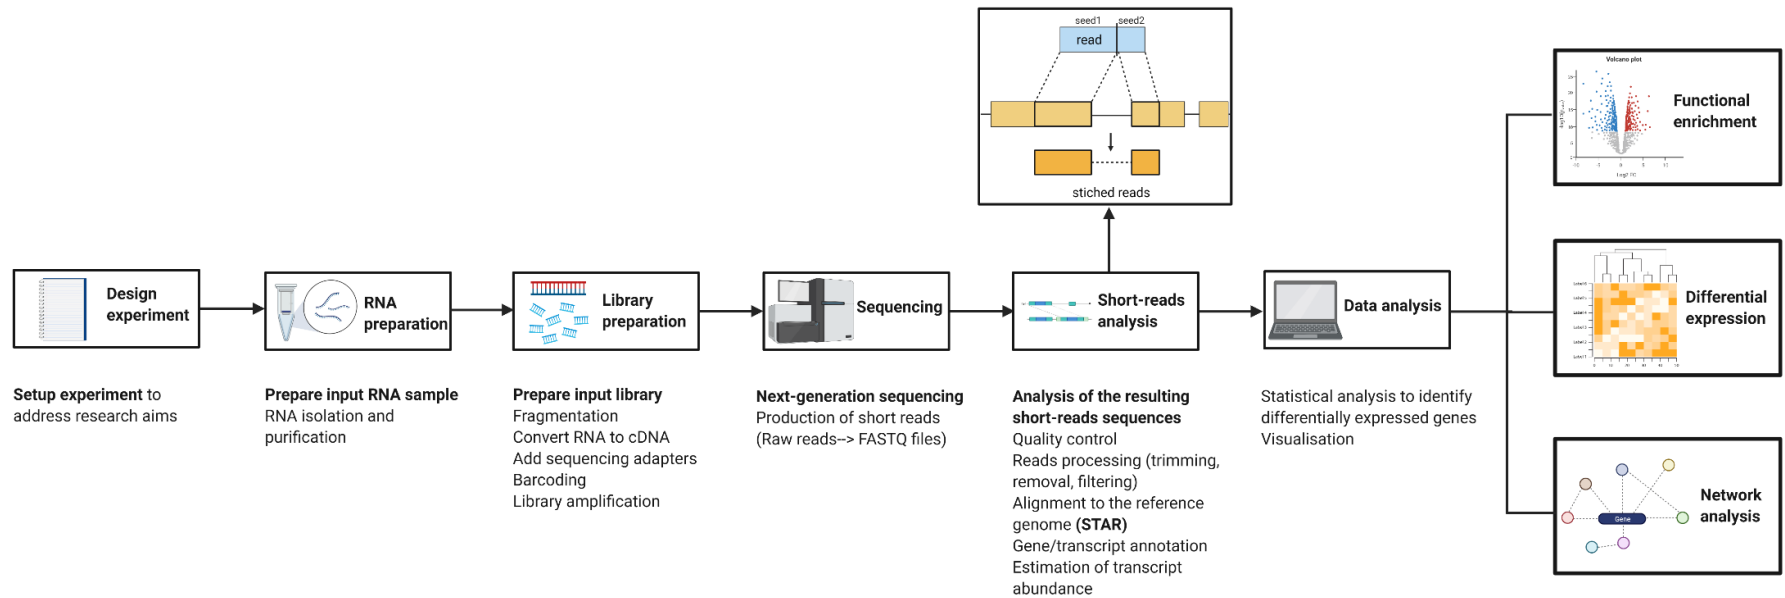 seed1 seed2
read
stiched reads
Volcano plot
Functional
enrichment
Design
experiment
RNA
preparation
Library
preparation
Sequencing
Short-reads
analysis
Data analysis
Differential
expression
Setup experiment to
address research aims
Prepare input RNA sample
RNA isolation and
purification
Prepare input library
Fragmentation
Convert RNA to cDNA
Add sequencing adapters
Barcoding
Library amplification
Next-generation sequencing
Production of short reads
(Raw reads--> FASTQ files)
Analysis of the resulting
short-reads sequences
Quality control
Reads processing (trimming,
removal, filtering)
Alignment to the reference
genome (STAR)
Gene/transcript annotation
Estimation of transcript
abundance
Statistical analysis to identify
differentially expressed genes
Visualisation
Gene
Network
analysis